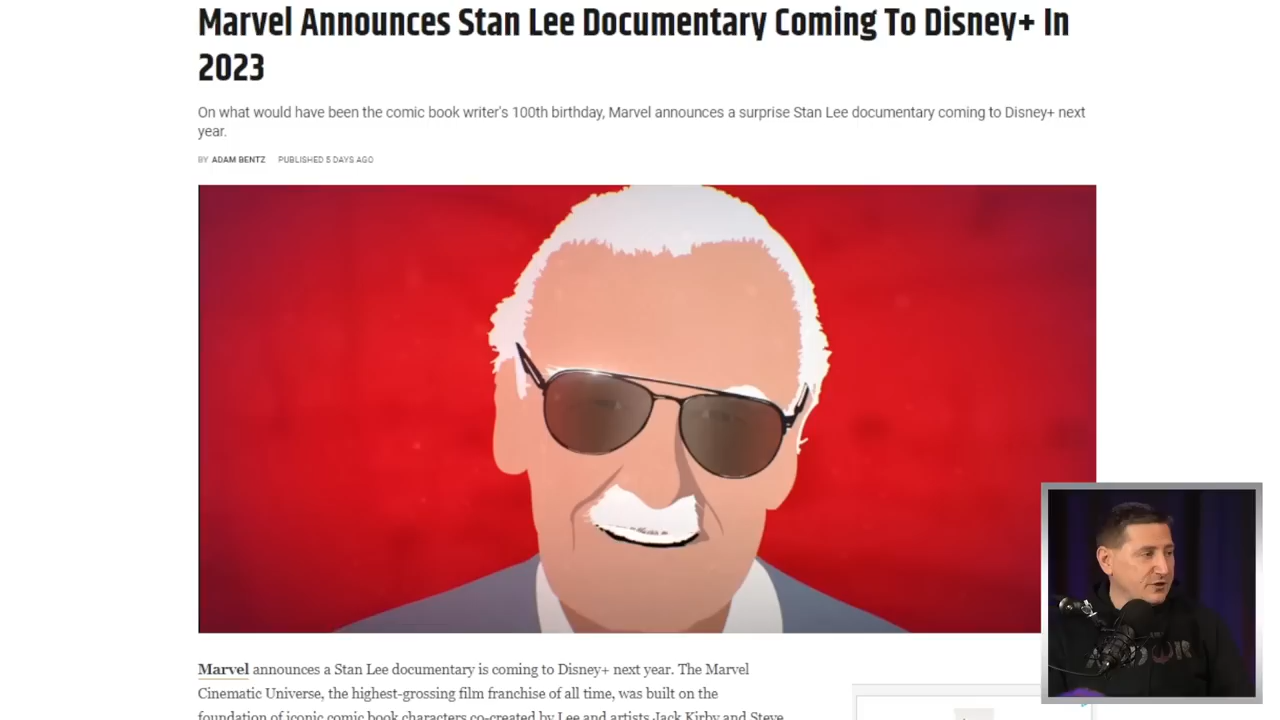 Marvel Announces Stan Lee Documentary Coming To Disney+ In
2023
On what would have been the comic book writer's 100th birthday, Marvel announces a surprise Stan Lee documentary coming to Disney+ next
year.
BY ADAM BENTZ PUBLISHED 5 DAYS AGO
Marvel announces a Stan Lee documentary is coming to Disney+ next year. The Marvel
Cinematic Universe, the highest-grossing film franchise of all time, was built on the
foundation of iconic comic book characters co-created by Lee and artists Jack Kirby and Steve